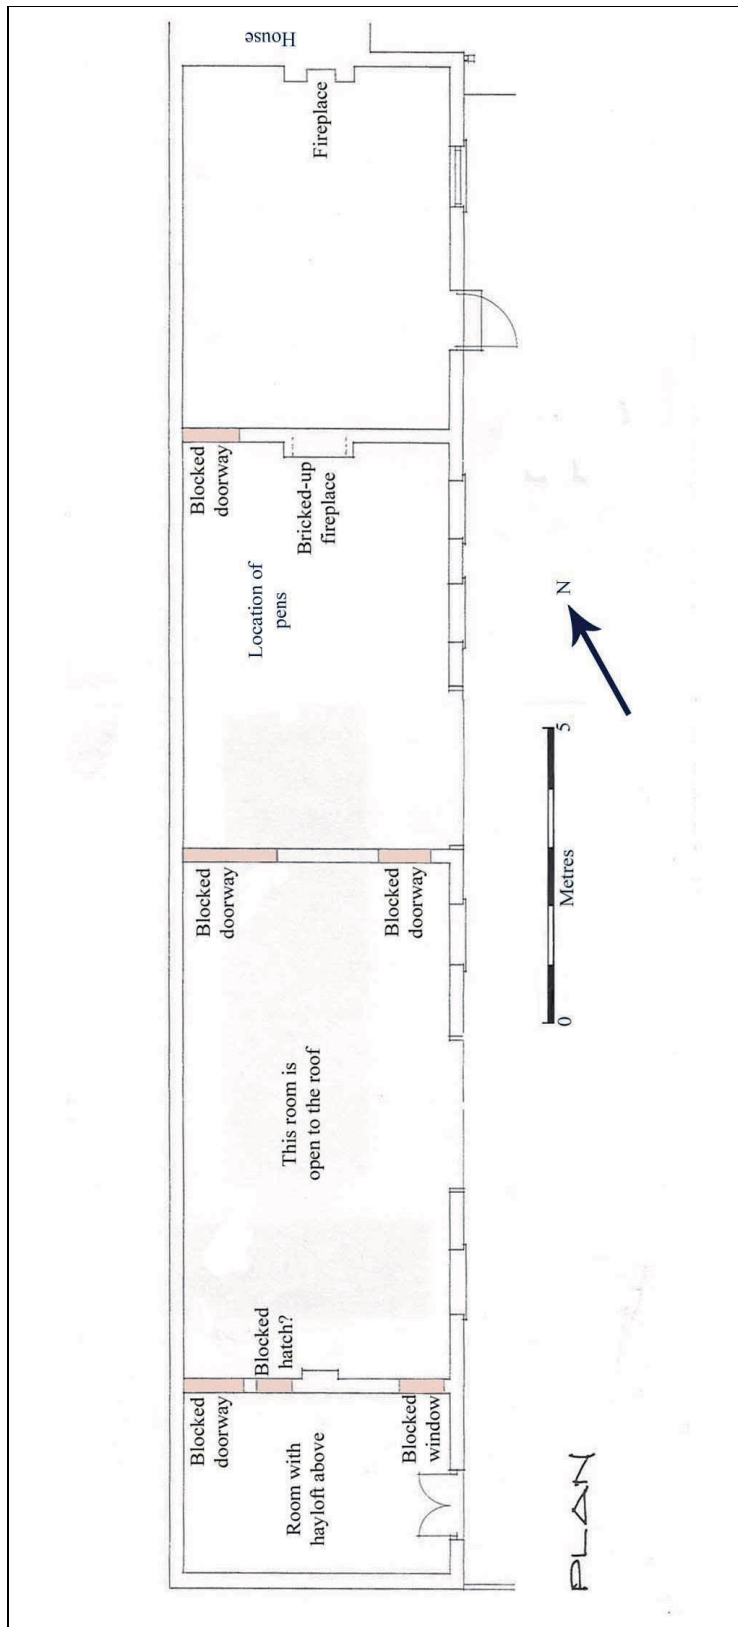 House
Fireplace
Blocked
doorway
Bricked-up
fireplace
Location of
pens
N
Blocked
doorway
Blocked
doorway
0
Metres
5
This room is
open to the roof
Blocked
hatch?
Blocked
doorway
Blocked
window
Room with
hayloft above
PLAN